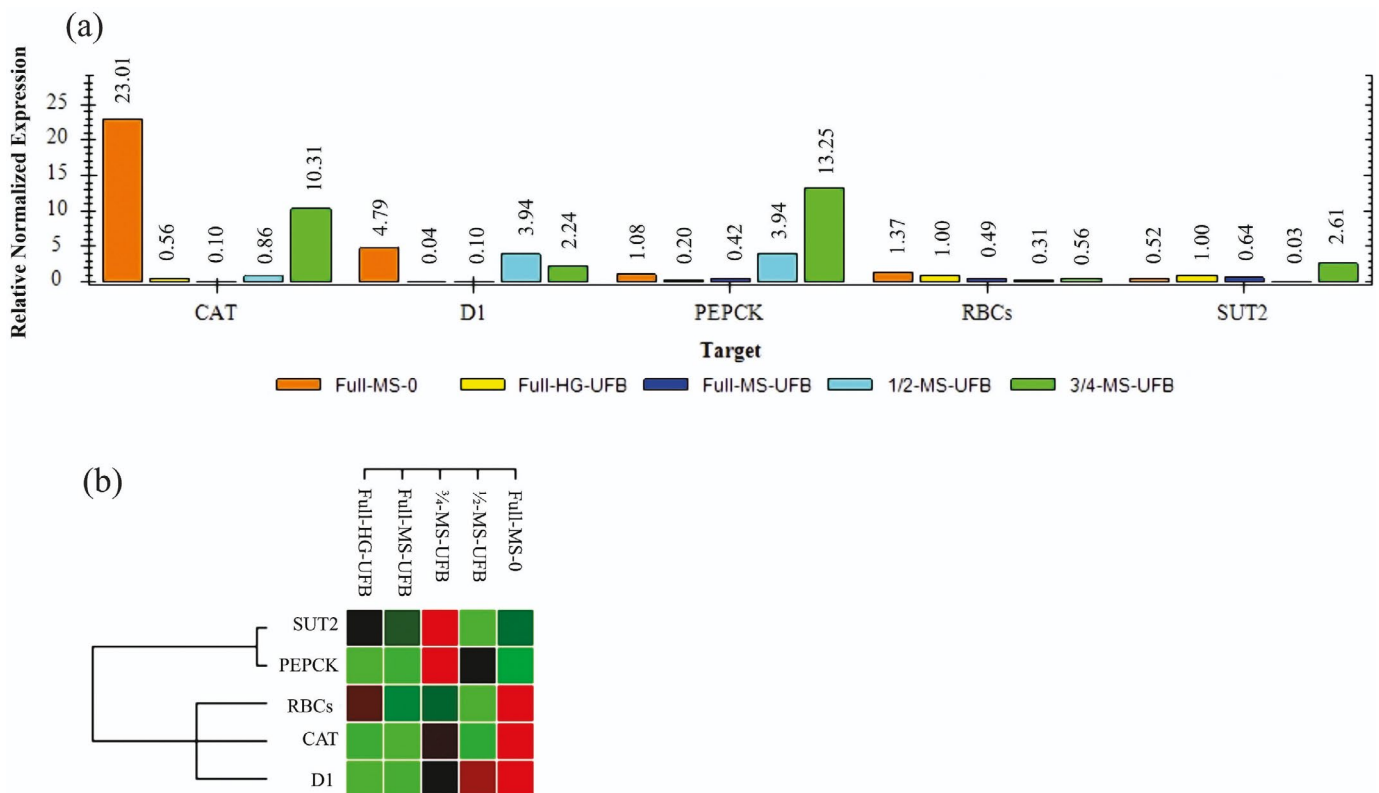 (a)
Relative Normalized Expression
25
20
15
10
5
0
23.01
0.56
0.10
0.86
10.31
4.79
0.04
0.10
3.94
2.24
1.08
0.20
0.42
3.94
13.25
1.37
1.00
0.49
0.31
0.56
0.52
1.00
0.64
0.03
2.61
CAT D1 PEPCK RBCs SUT2
Target
Full-MS-0 Full-HG-UFB Full-MS-UFB 1/2-MS-UFB 3/4-MS-UFB
(b)
Full-HG-UFB
Full-MS-UFB
¾-MS-UFB
½-MS-UFB
Full-MS-0
SUT2
PEPCK
RBCs
CAT
D1